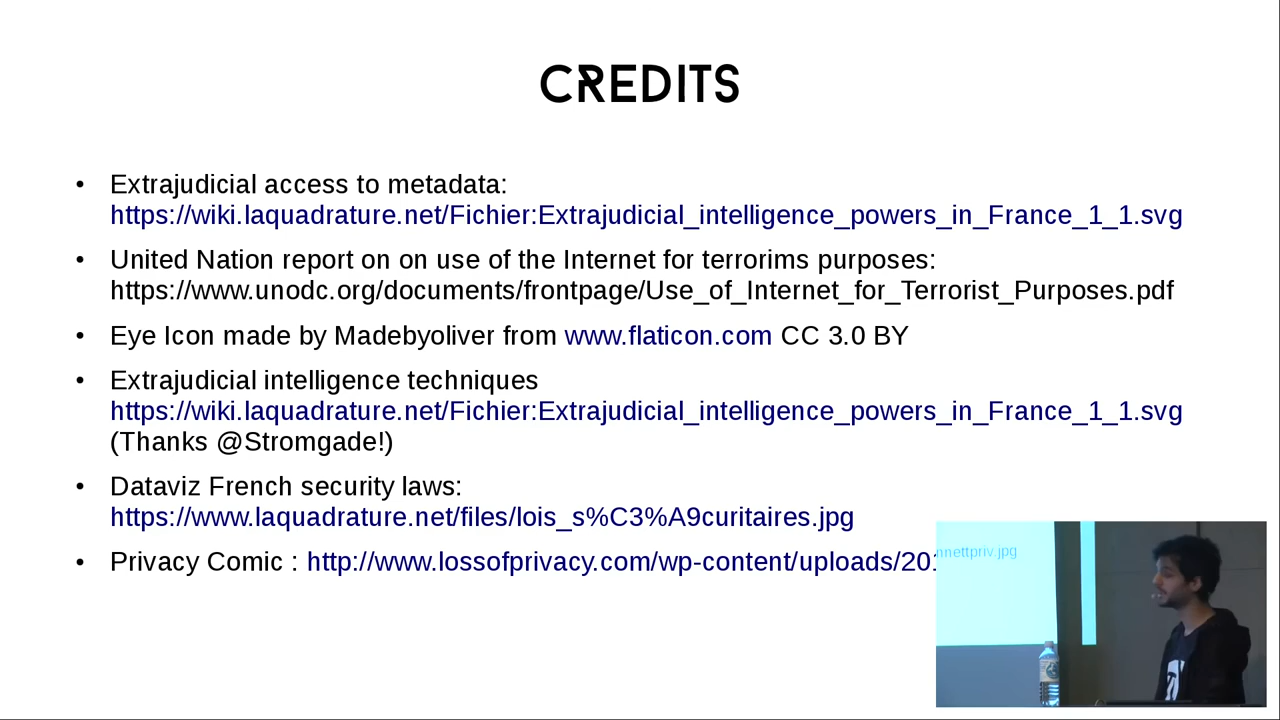 CREDITS
• Extrajudicial access to metadata:
https://wiki.laquadrature.net/Fichier:Extrajudicial_intelligence_powers_in_France_1_1.svg
• United Nation report on on use of the Internet for terrorims purposes:
https://www.unodc.org/documents/frontpage/Use_of_Internet_for_Terrorist_Purposes.pdf
• Eye Icon made by Madebyoliver from www.flaticon.com CC 3.0 BY
• Extrajudicial intelligence techniques
https://wiki.laquadrature.net/Fichier:Extrajudicial_intelligence_powers_in_France_1_1.svg
(Thanks @Stromgade!)
• Dataviz French security laws:
https://www.laquadrature.net/files/lois_s%C3%A9curitaires.jpg
• Privacy Comic : http://www.lossofprivacy.com/wp-content/uploads/201
nnettpriv.jpg